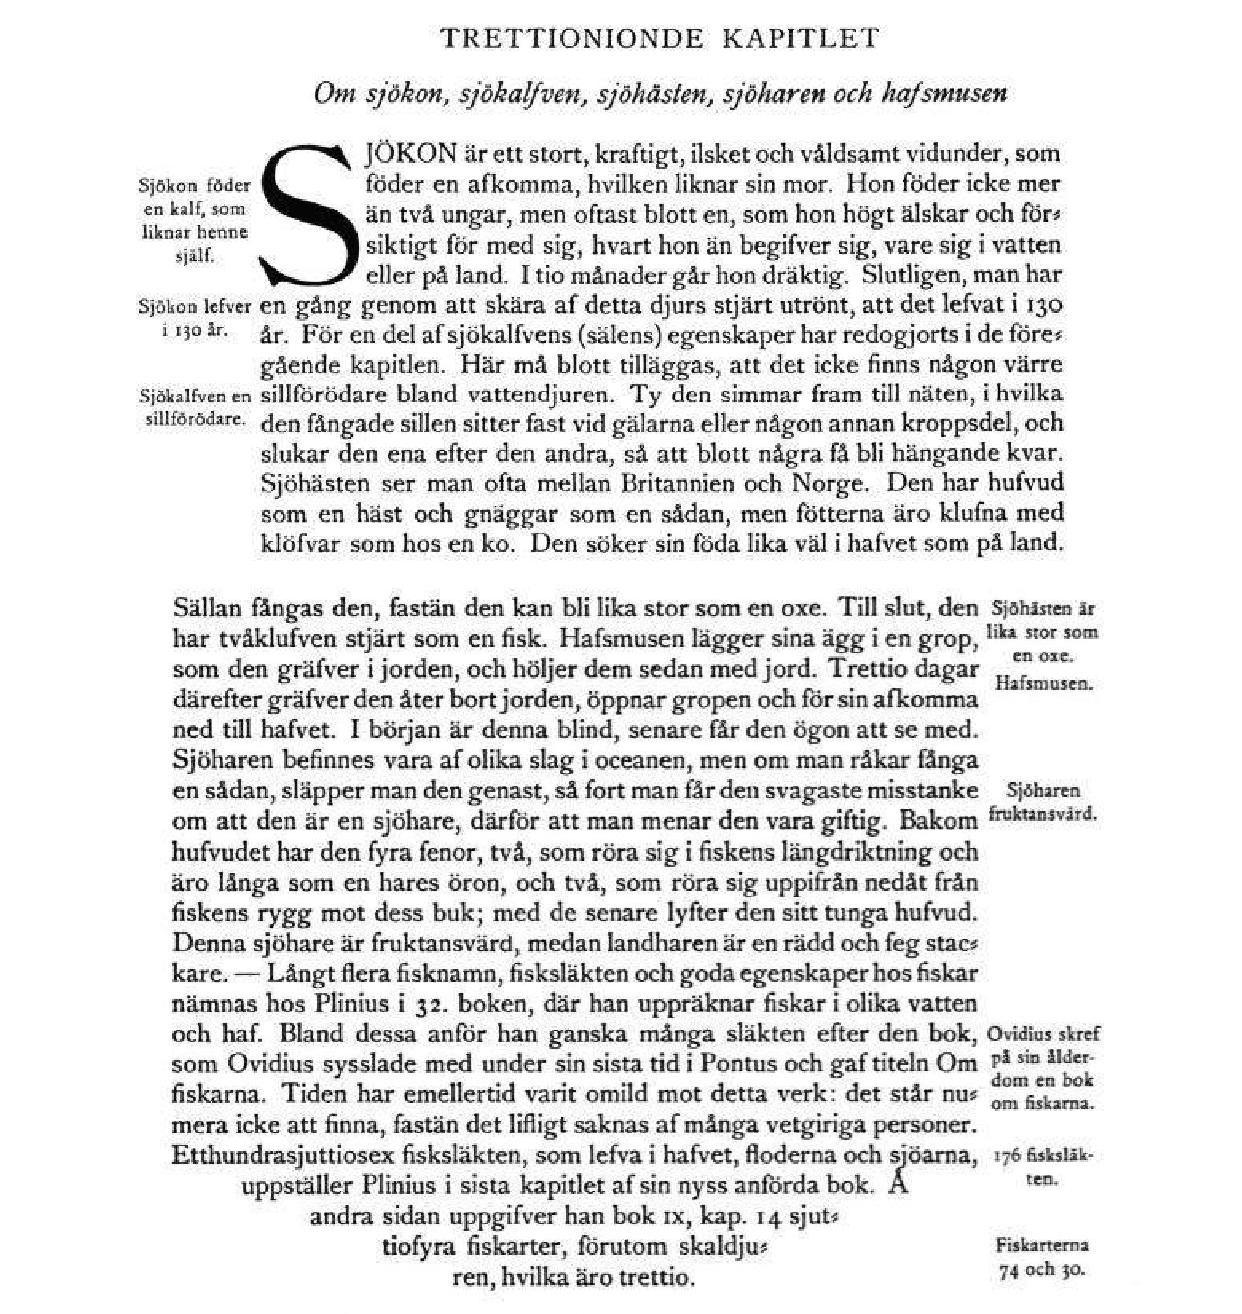 TRETTIONIONDE KAPITLET
Om sjökon, sjökalfven, sjöhästen, sjöharen och hafsmusen
SJÖKON är ett stort, kraftigt, ilsket och våldsamt vidunder, som
föder en afkomma, hvilken liknar sin mor. Hon föder icke mer
än två ungar, men oftast blott en, som hon högt älskar och för⸗
siktigt för med sig, hvart hon än begifver sig, vare sig i vatten
eller på land. I tio månader går hon dräktig. Slutligen, man har
en gång genom att skära af detta djurs stjärt utrönt, att det lefvat i 130
år. För en del af sjökalfvens (sälens) egenskaper har redogjorts i de före⸗
gående kapitlen. Här må blott tilläggas, att det icke finns någon värre
sillförödare bland vattendjuren. Ty den simmar fram till näten, i hvilka
den fångade sillen sitter fast vid gälarna eller någon annan kroppsdel, och
slukar den ena efter den andra, så att blott några få bli hängande kvar.
Sjöhästen ser man ofta mellan Britannien och Norge. Den har hufvud
som en häst och gnäggar som en sådan, men fötterna äro klufna med
klöfvar som hos en ko. Den söker sin föda lika väl i hafvet som på land.
Sjökon föder
en kalf, som
liknar henne
själf.
Sjökon lefver
i 130 år.
Sjökalfven en
sillförödare.
Sällan fångas den, fastän den kan bli lika stor som en oxe. Till slut, den
har tvåklufven stjärt som en fisk. Hafsmusen lägger sina ägg i en grop,
som den gräfver i jorden, och höljer dem sedan med jord. Trettio dagar
därefter gräfver den åter bort jorden, öppnar gropen och för sin afkomma
ned till hafvet. I början är denna blind, senare får den ögon att se med.
Sjöharen befinnes vara af olika slag i oceanen, men om man råkar fånga
en sådan, släpper man den genast, så fort man får den svagaste misstanke
om att den är en sjöhare, därför att man menar den vara giftig. Bakom
hufvudet har den fyra fenor, två, som röra sig i fiskens längdriktning och
äro långa som en hares öron, och två, som röra sig uppifrån nedåt från
fiskens rygg mot dess buk; med de senare lyfter den sitt tunga hufvud.
Denna sjöhare är fruktansvärd, medan landharen är en rädd och feg stac⸗
kare. — Långt flera fisknamn, fisksläkten och goda egenskaper hos fiskar
nämnas hos Plinius i 32. boken, där han uppräknar fiskar i olika vatten
och haf. Bland dessa anför han ganska många släkten efter den bok,
som Ovidius sysslade med under sin sista tid i Pontus och gaf titeln Om
fiskarna. Tiden har emellertid varit omild mot detta verk: det står nu⸗
mera icke att finna, fastän det lifligt saknas af många vetgiriga personer.
Etthundrasjuttiosex fisksläkten, som lefva i hafvet, floderna och sjöarna,
uppställer Plinius i sista kapitlet af sin nyss anförda bok. Å
andra sidan uppgifver han bok IX, kap. 14 sjut⸗
tiofyra fiskarter, förutom skaldju⸗
ren, hvilka äro trettio.
Sjöhästen är
lika stor som
en oxe.
Hafsmusen.
Sjöharen
fruktansvärd.
Ovidius skref
på sin ålder-
dom en bok
om fiskarna.
176 fisksläk-
ten.
Fiskarterna
74 och 30.